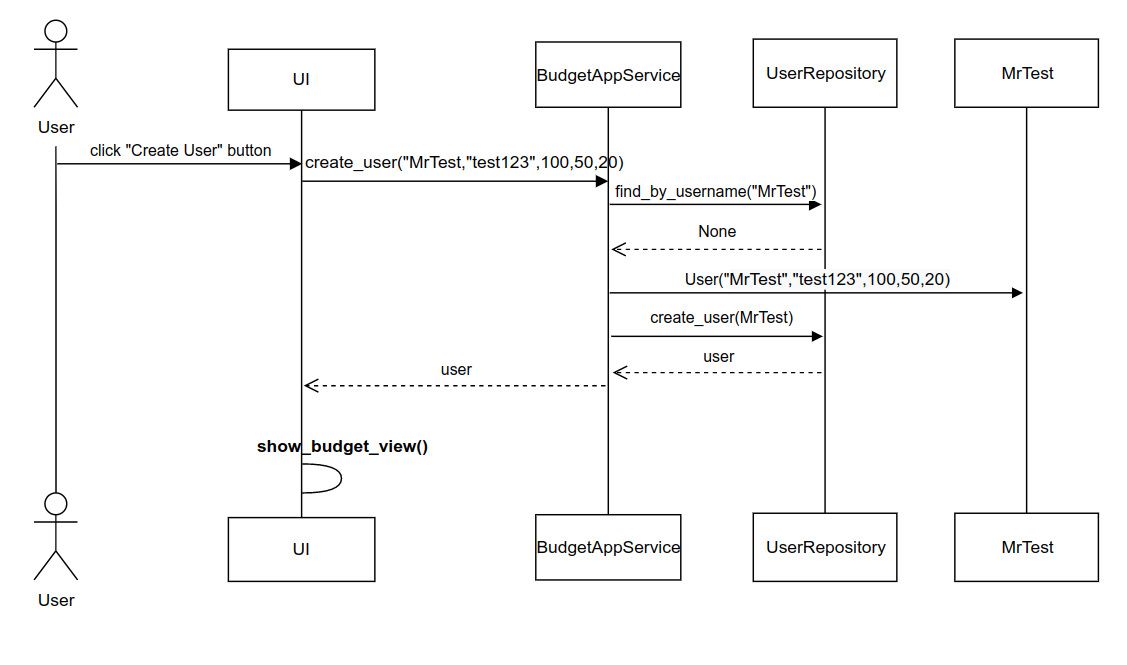 User
UI
BudgetAppService
UserRepository
MrTest
click "Create User" button
create_user("MrTest,"test123",100,50,20)
find_by_username("MrTest")
None
User("MrTest","test123",100,50,20)
create_user(MrTest)
user
user
show_budget_view()
User
UI
BudgetAppService
UserRepository
MrTest